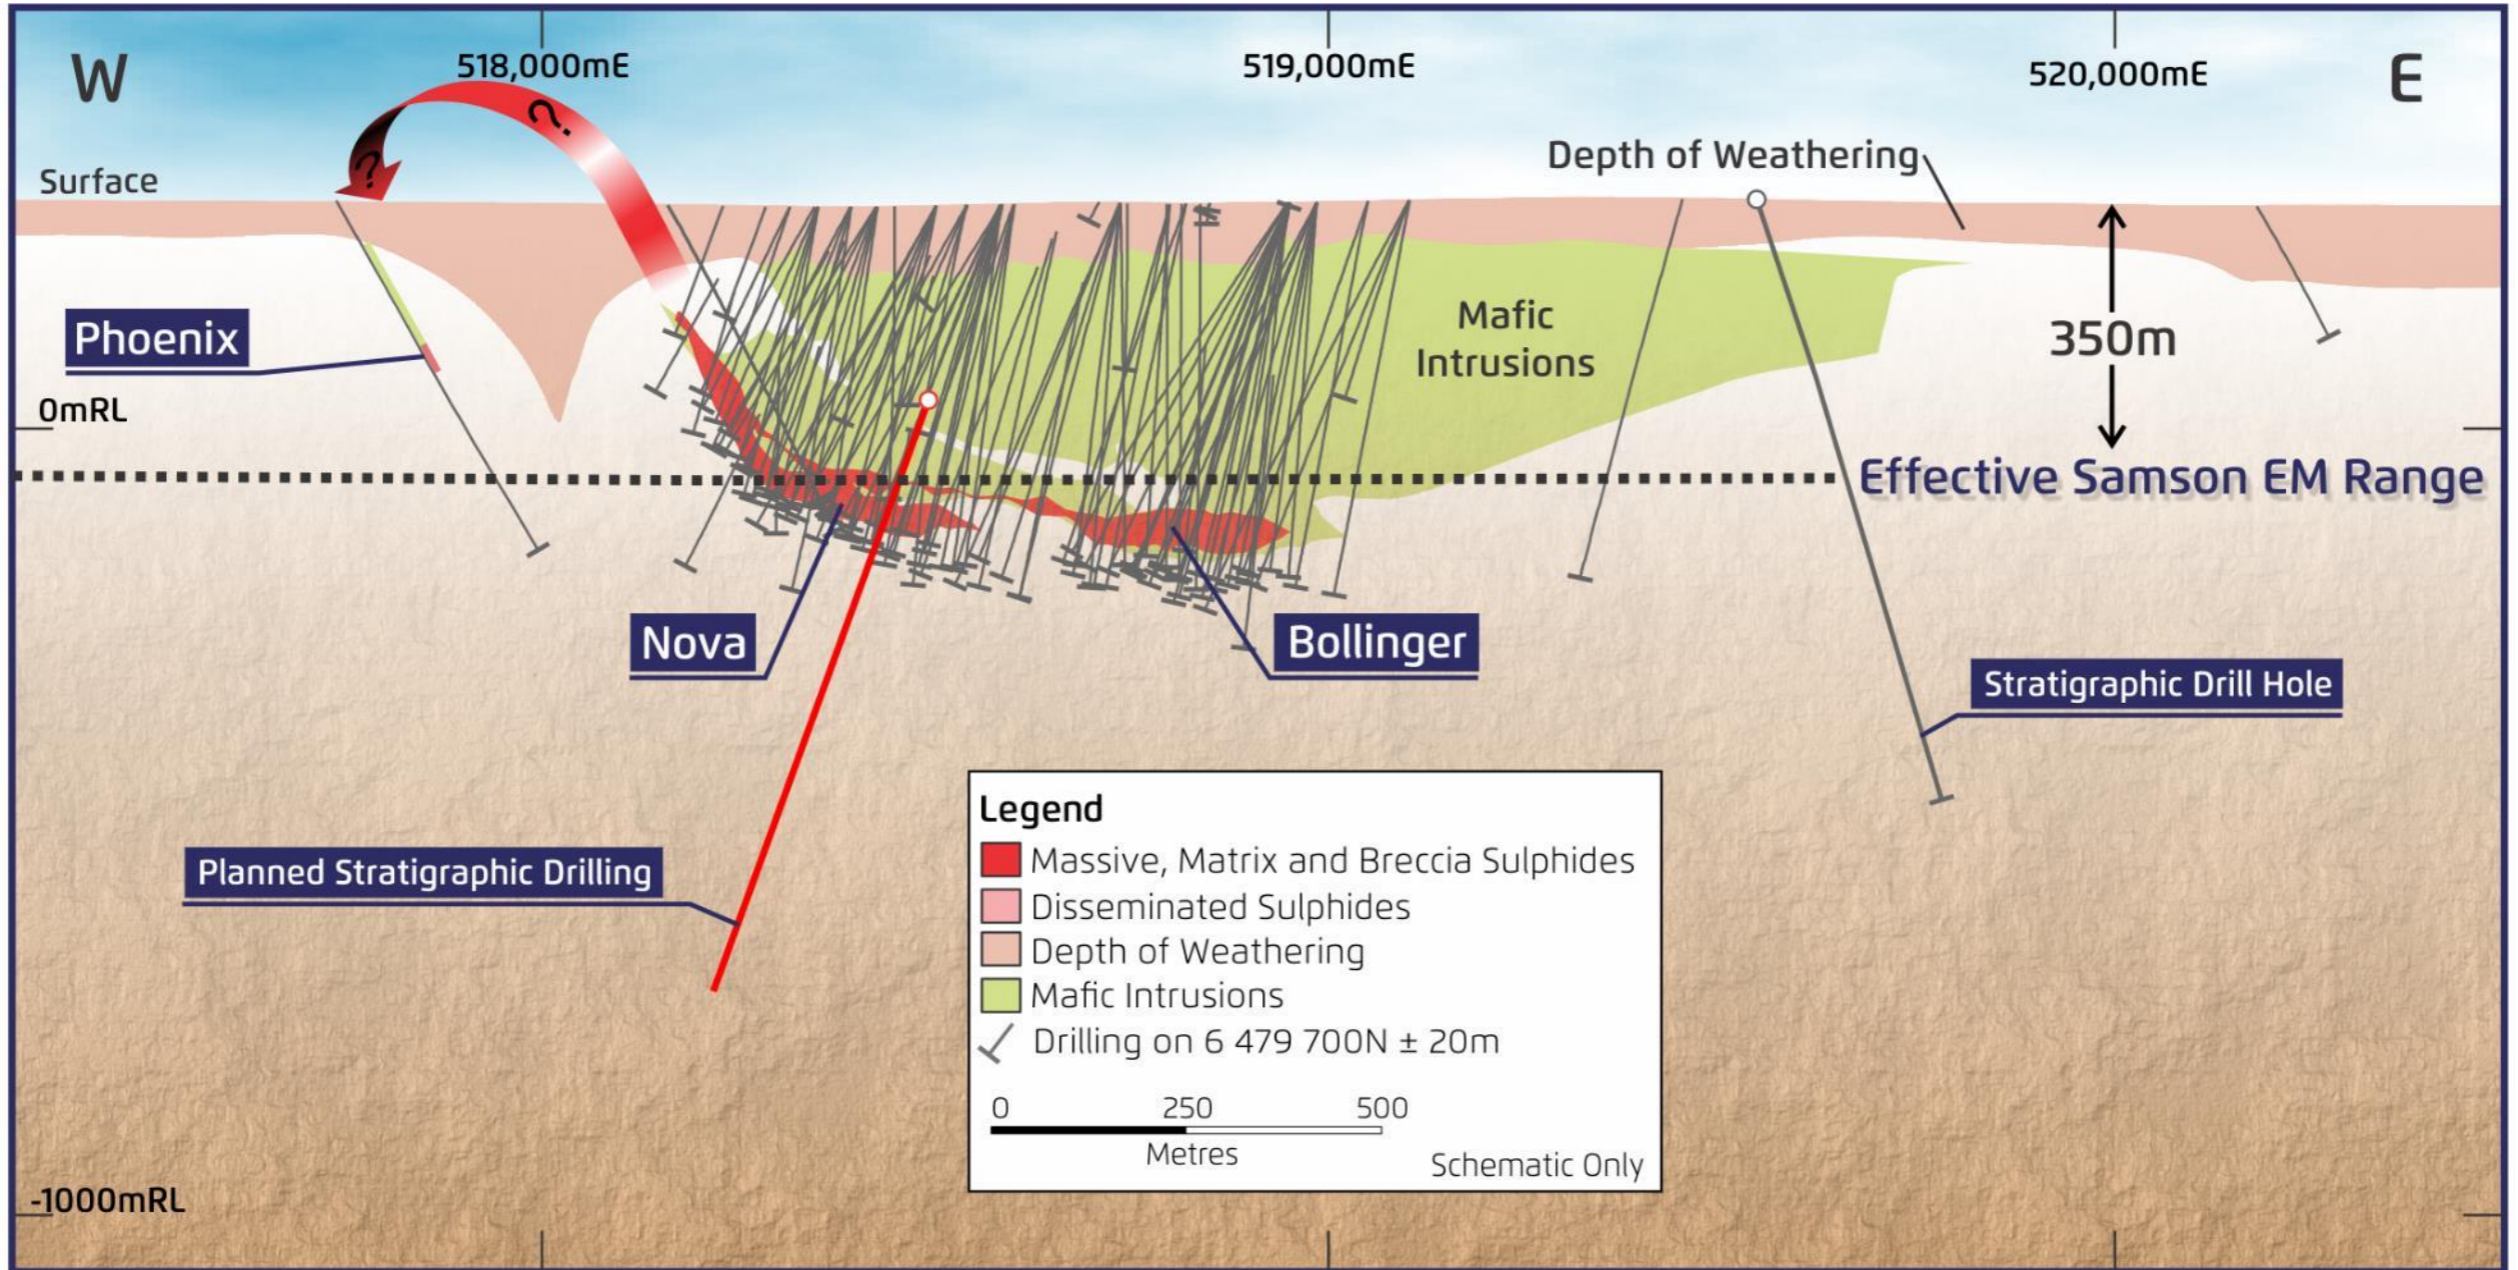 W
518,000mE
519,000mE
520,000mE
E
?
?
Surface
Depth of Weathering
Phoenix
Mafic
Intrusions
350m
0mRL
Effective Samson EM Range
Nova
Bollinger
Stratigraphic Drill Hole
Planned Stratigraphic Drilling
Legend
Massive, Matrix and Breccia Sulphides
Disseminated Sulphides
Depth of Weathering
Mafic Intrusions
Drilling on 6 479 700N ± 20m
0 250 500
Metres
Schematic Only
-1000mRL